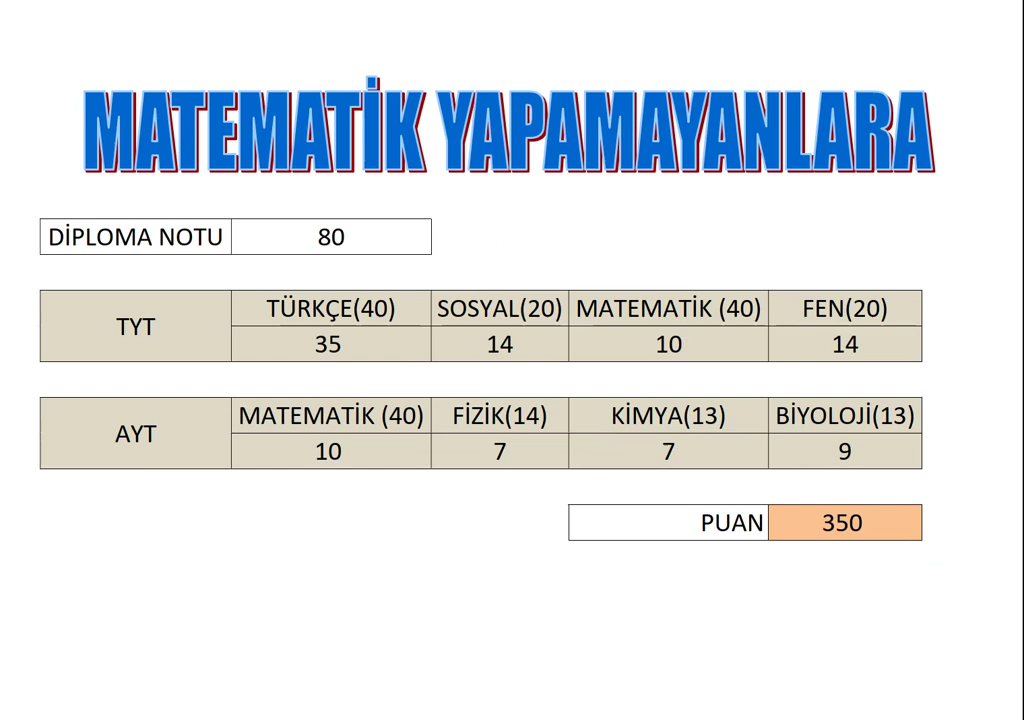 MATEMATİK YAPAMAYANLARA
DİPLOMA NOTU 80
TYT TÜRKÇE(40) SOSYAL(20) MATEMATİK (40) FEN(20)
35 14 10 14
AYT MATEMATİK (40) FİZİK(14) KİMYA(13) BİYOLOJİ(13)
10 7 7 9
PUAN 350